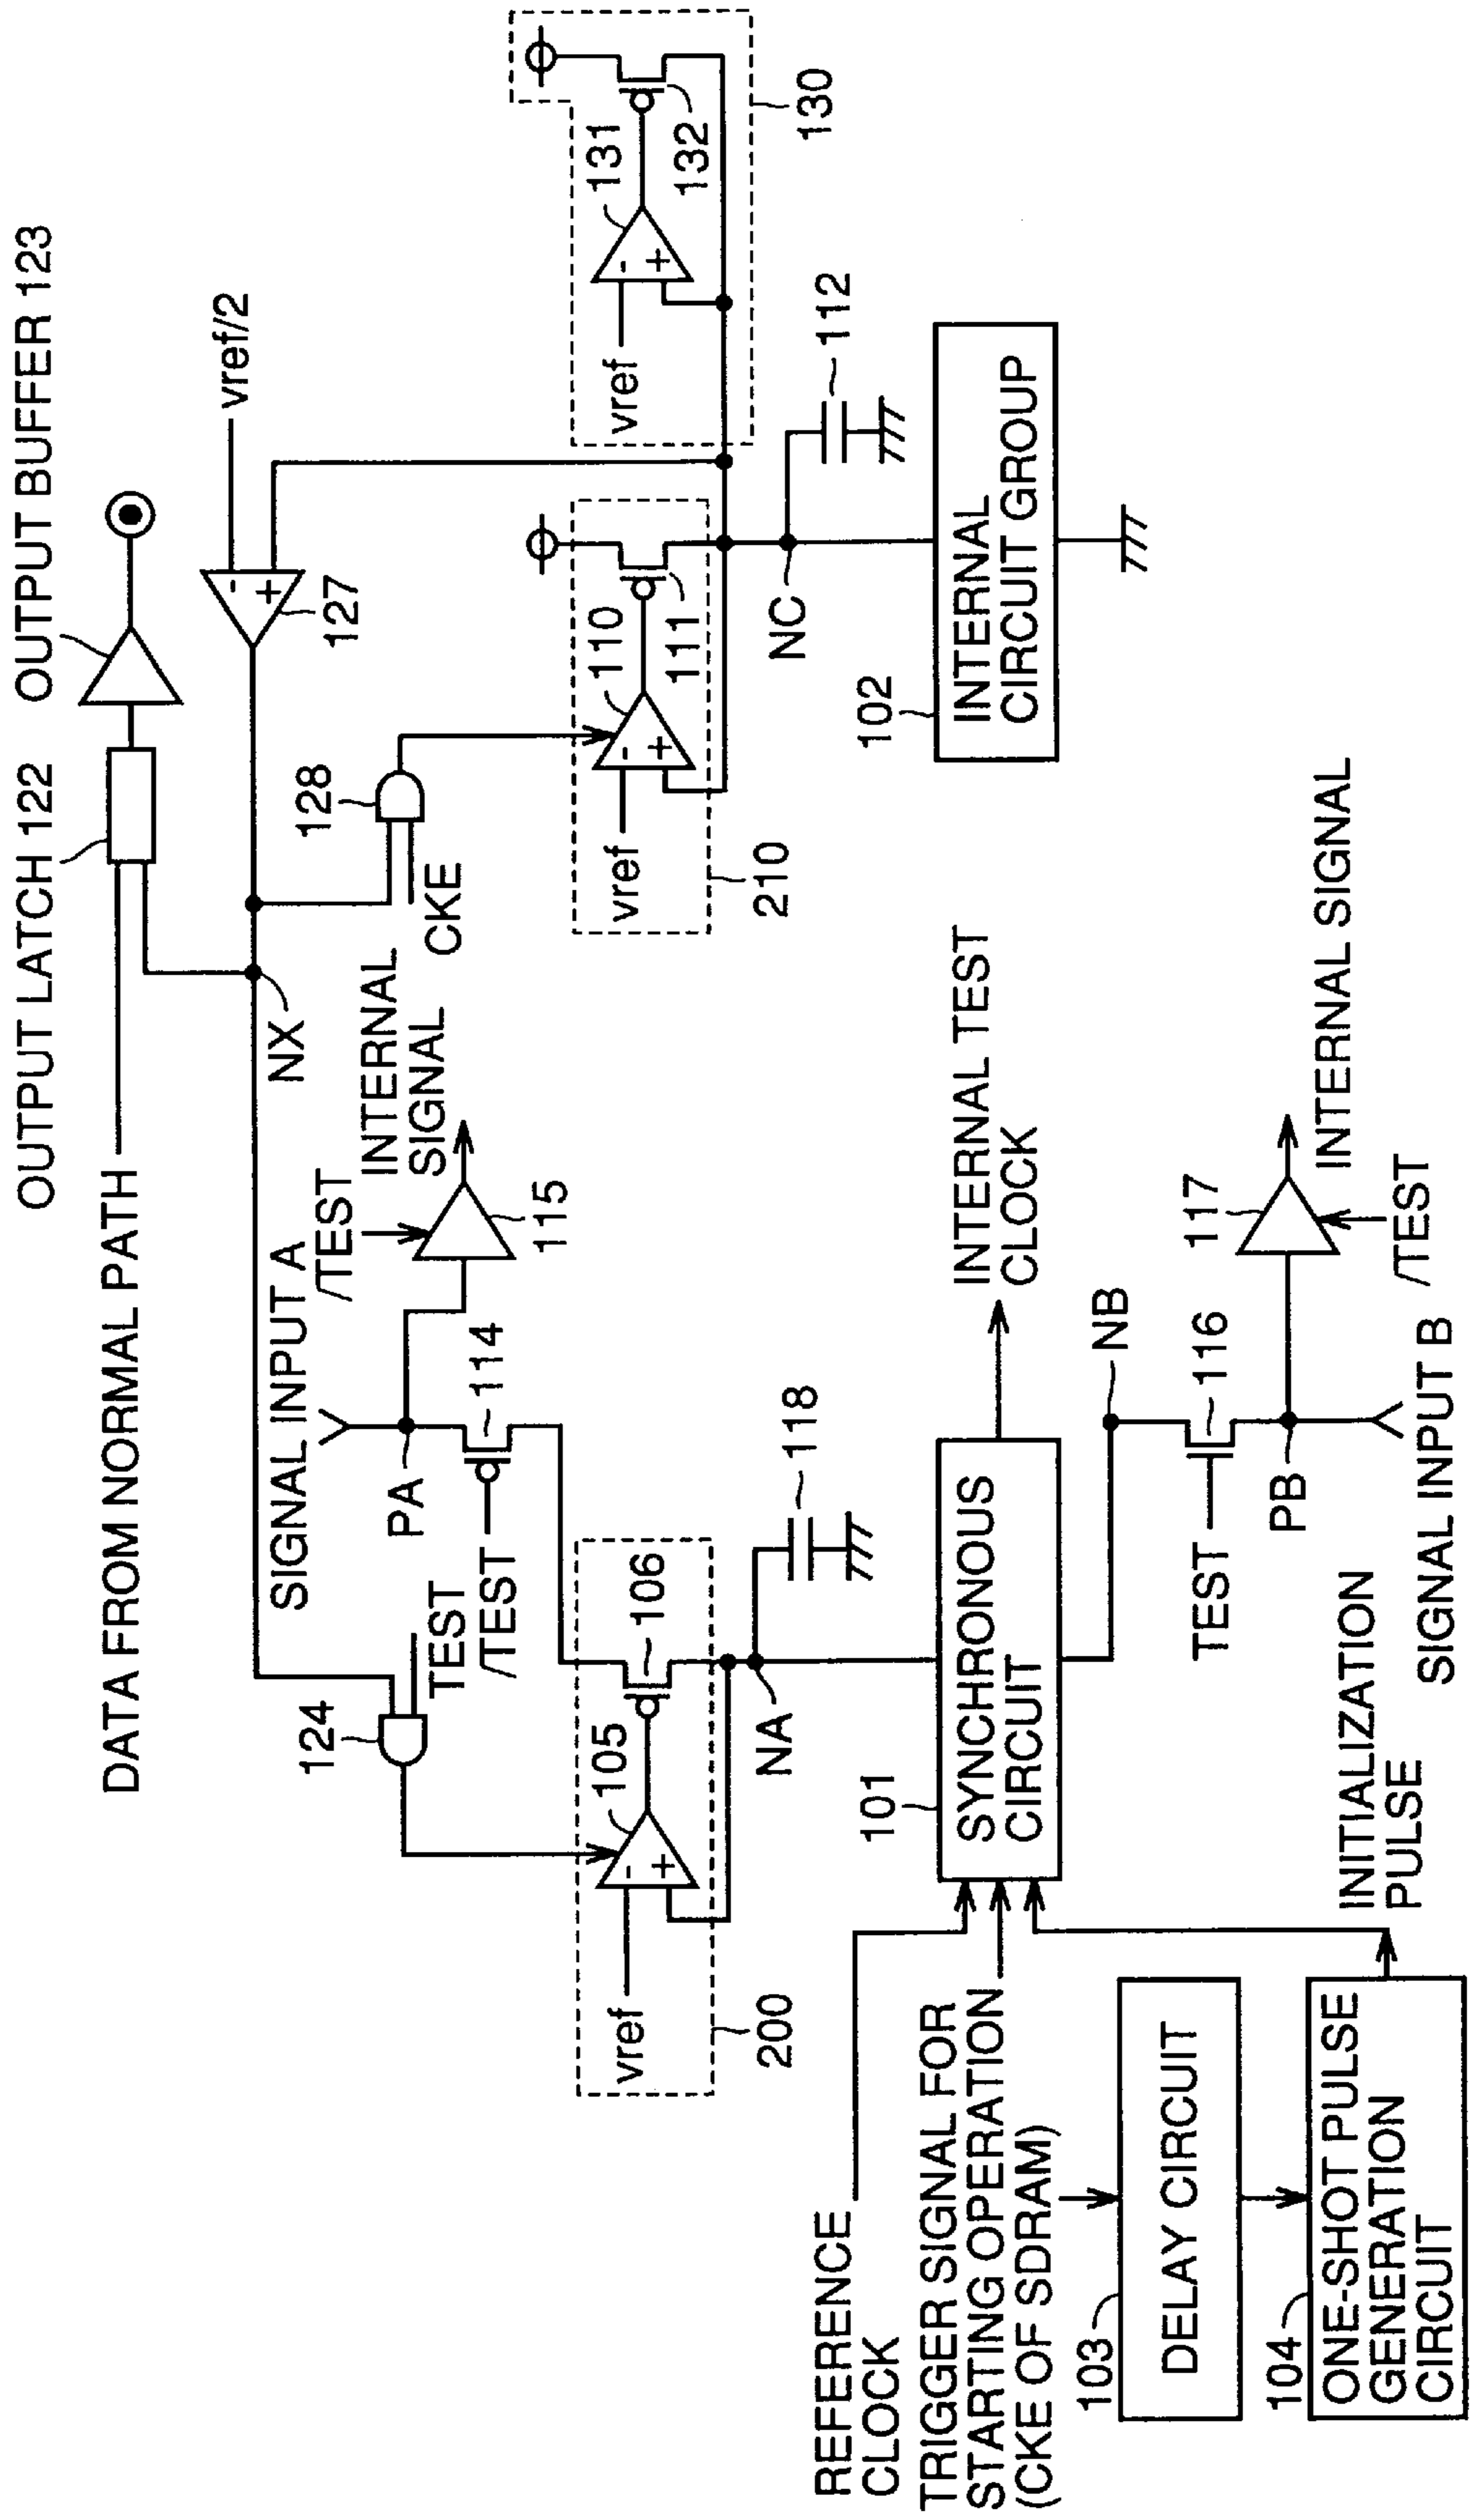 OUTPUT LATCH 122
OUTPUT BUFFER 123
DATA FROM NORMAL PATH
vref/2
-
+
127
NX
SIGNAL INPUT A
/TEST
INTERNAL
SIGNAL
115
PA
114
/TEST
124
TEST
128
CKE
vref
-
+
105
106
200
NA
118
vref
-
+
110
111
210
NC
112
vref
-
+
131
132
130
102
INTERNAL
CIRCUIT GROUP
REFERENCE
CLOCK
TRIGGER SIGNAL FOR
STARTING OPERATION
(CKE OF SDRAM)
101
SYNCHRONOUS
CIRCUIT
INTERNAL TEST
CLOCK
103
DELAY CIRCUIT
104
ONE-SHOT PULSE
GENERATION
CIRCUIT
INITIALIZATION
PULSE
NB
TEST
116
PB
117
INTERNAL SIGNAL
/TEST
SIGNAL INPUT B